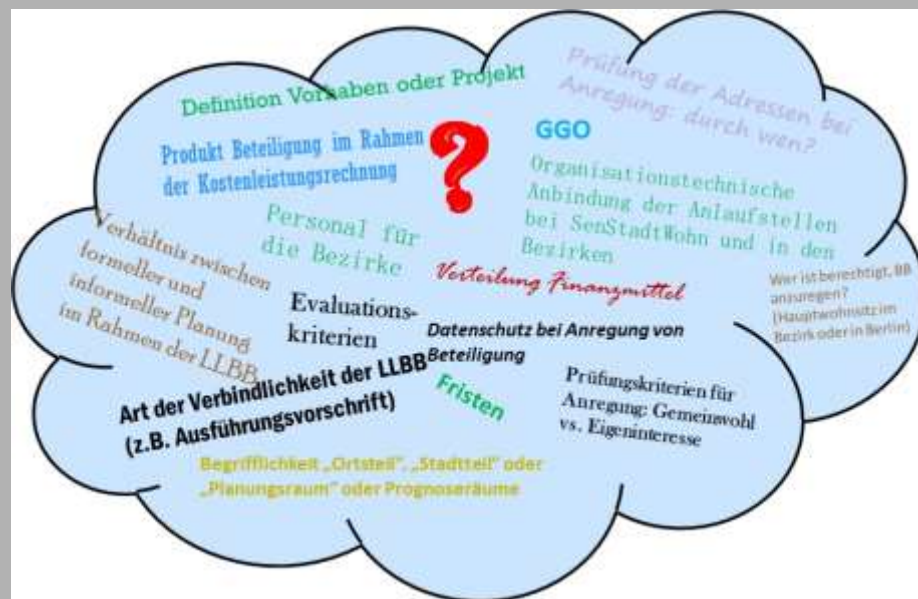 Definition Vorhaben oder Projekt
Prüfung der Adressen bei
Anregung: durch wen?
Produkt Beteiligung im Rahmen
der Kostenleistungsrechnung
?
GGO
Organisationstechnische
Anbindung der Anlaufstellen
bei SenStadtWohn und in den
Bezirken
Verhältnis zwischen
formeller und
informeller Planung
im Rahmen der LLBB
Personal für
die Bezirke
Verteilung Finanzmittel
Wer ist berechtigt, BB
anzuregen?
(Hauptwohnsitz im
Bezirk oder in Berlin)
Evaluations-
kriterien
Datenschutz bei Anregung von
Beteiligung
Art der Verbindlichkeit der LLBB
(z.B. Ausführungsvorschrift)
Fristen
Prüfungskriterien für
Anregung: Gemeinwohl
vs. Eigeninteresse
Begrifflichkeit „Ortsteil", „Stadtteil" oder
„Planungsraum" oder Prognoseräume